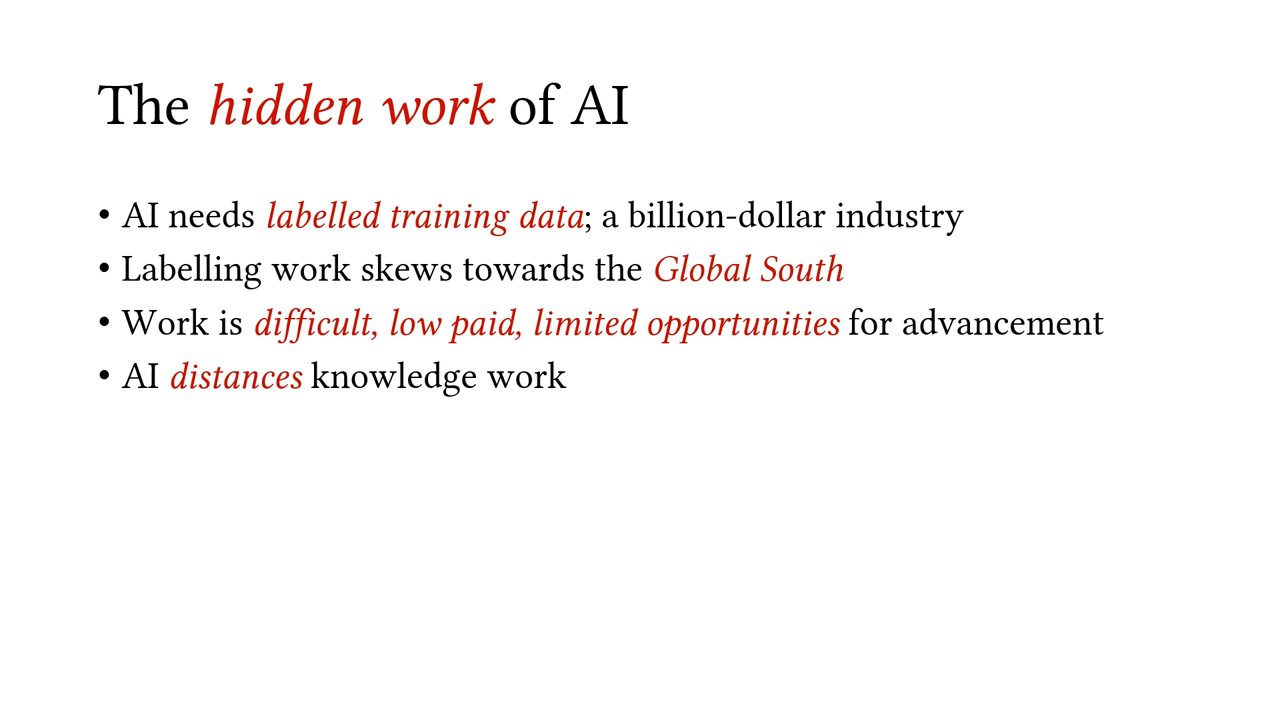 The hidden work of AI
• AI needs labelled training data; a billion-dollar industry
• Labelling work skews towards the Global South
• Work is difficult, low paid, limited opportunities for advancement
• AI distances knowledge work